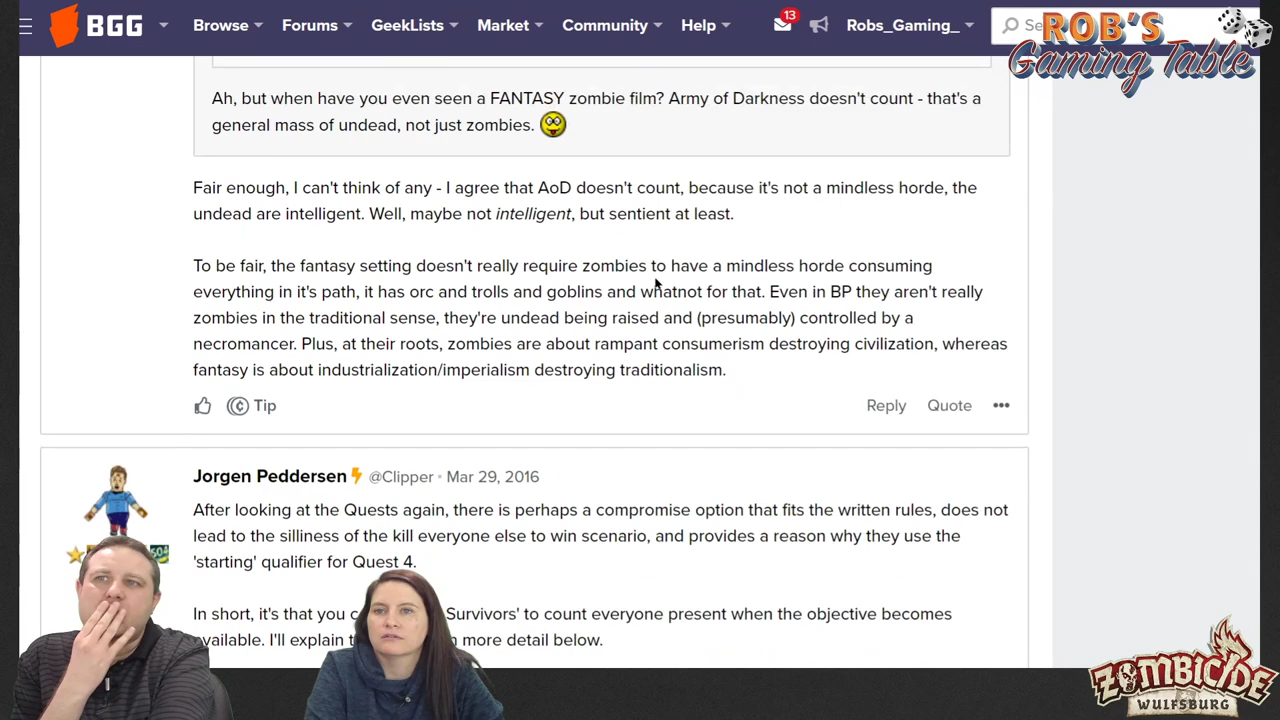 BGG Browse Forums GeekLists Market Community Help 13 Robs_Gaming_
ROB'S
Gaming Table
Ah, but when have you even seen a FANTASY zombie film? Army of Darkness doesn't count - that's a
general mass of undead, not just zombies.
Fair enough, I can't think of any - I agree that AoD doesn't count, because it's not a mindless horde, the
undead are intelligent. Well, maybe not intelligent, but sentient at least.
To be fair, the fantasy setting doesn't really require zombies to have a mindless horde consuming
everything in it's path, it has orc and trolls and goblins and whatnot for that. Even in BP they aren't really
zombies in the traditional sense, they're undead being raised and (presumably) controlled by a
necromancer. Plus, at their roots, zombies are about rampant consumerism destroying civilization, whereas
fantasy is about industrialization/imperialism destroying traditionalism.
Tip Reply Quote
Jorgen Peddersen @Clipper · Mar 29, 2016
After looking at the Quests again, there is perhaps a compromise option that fits the written rules, does not
lead to the silliness of the kill everyone else to win scenario, and provides a reason why they use the
'starting' qualifier for Quest 4.
In short, it's that you Survivors' to count everyone present when the objective becomes
available. I'll explain more detail below.
ZOMBICIDE
WULFSBURG